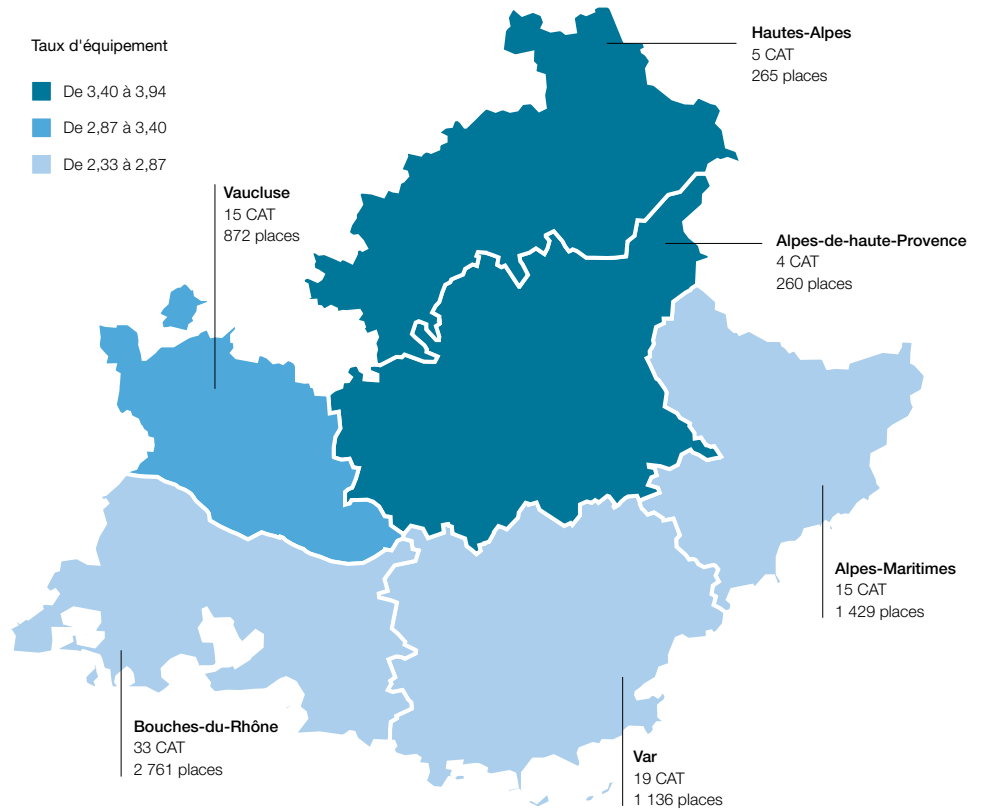 Taux d'équipement
De 3,40 à 3,94
De 2,87 à 3,40
De 2,33 à 2,87
Hautes-Alpes
5 CAT
265 places
Vaucluse
15 CAT
872 places
Alpes-de-haute-Provence
4 CAT
260 places
Alpes-Maritimes
15 CAT
1 429 places
Bouches-du-Rhône
33 CAT
2 761 places
Var
19 CAT
1 136 places